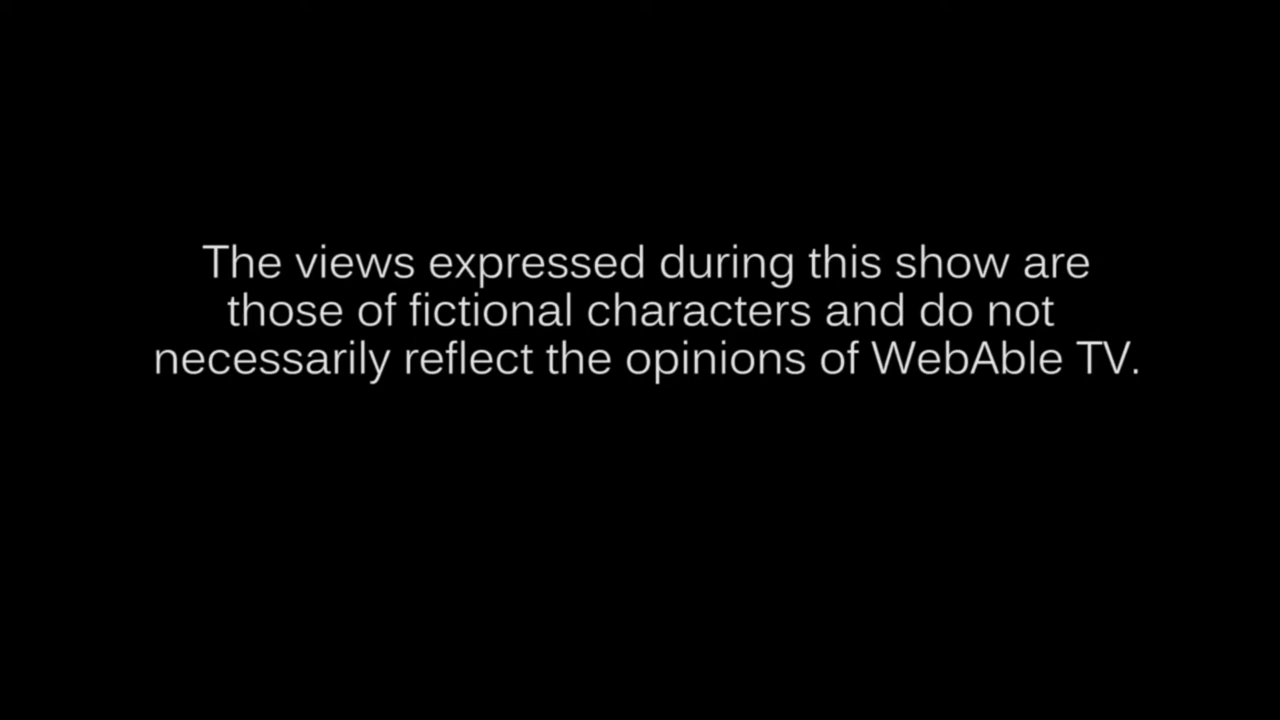 The views expressed during this show are
those of fictional characters and do not
necessarily reflect the opinions of WebAble TV.